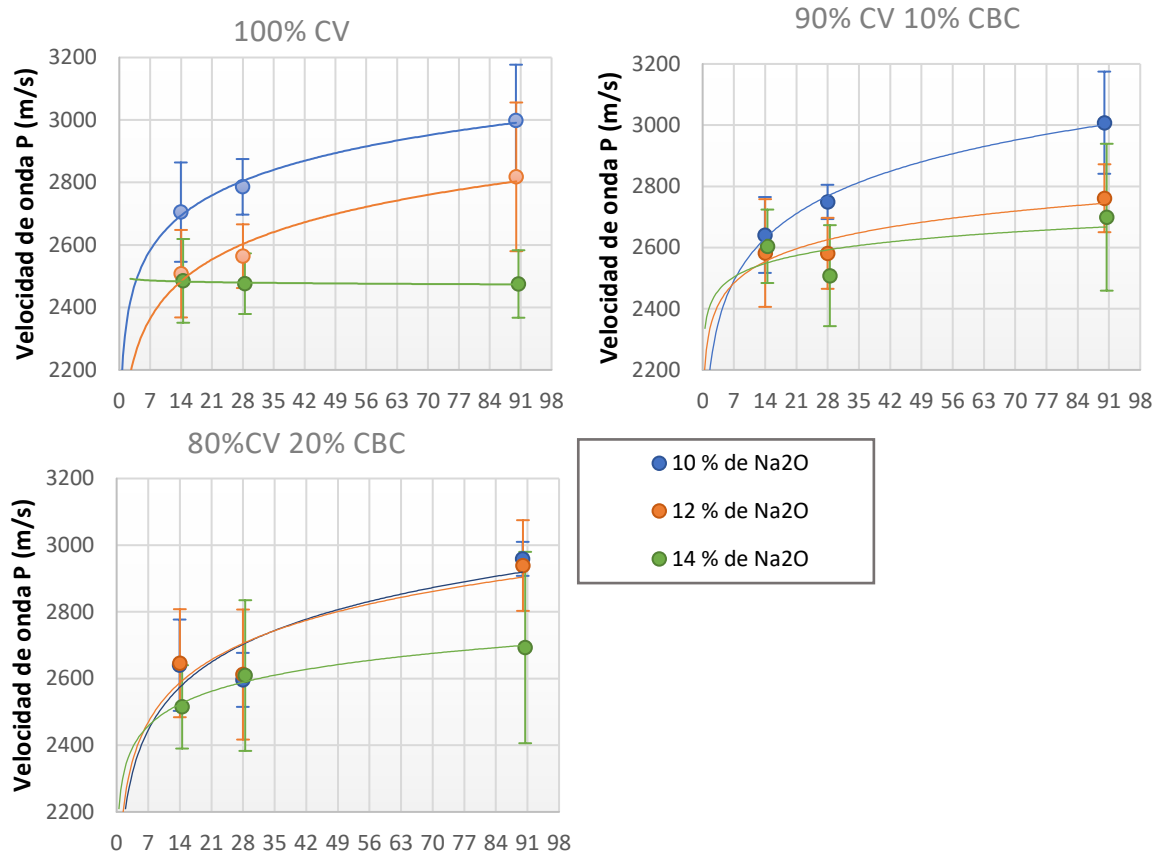 100% CV
Velocidad de onda P (m/s)
3200
3000
2800
2600
2400
2200
0 7 14 21 28 35 42 49 56 63 70 77 84 91 98
90% CV 10% CBC
Velocidad de onda P (m/s)
3200
3000
2800
2600
2400
2200
0 7 14 21 28 35 42 49 56 63 70 77 84 91 98
80%CV 20% CBC
Velocidad de onda P (m/s)
3200
3000
2800
2600
2400
2200
0 7 14 21 28 35 42 49 56 63 70 77 84 91 98
10 % de Na2O
12 % de Na2O
14 % de Na2O